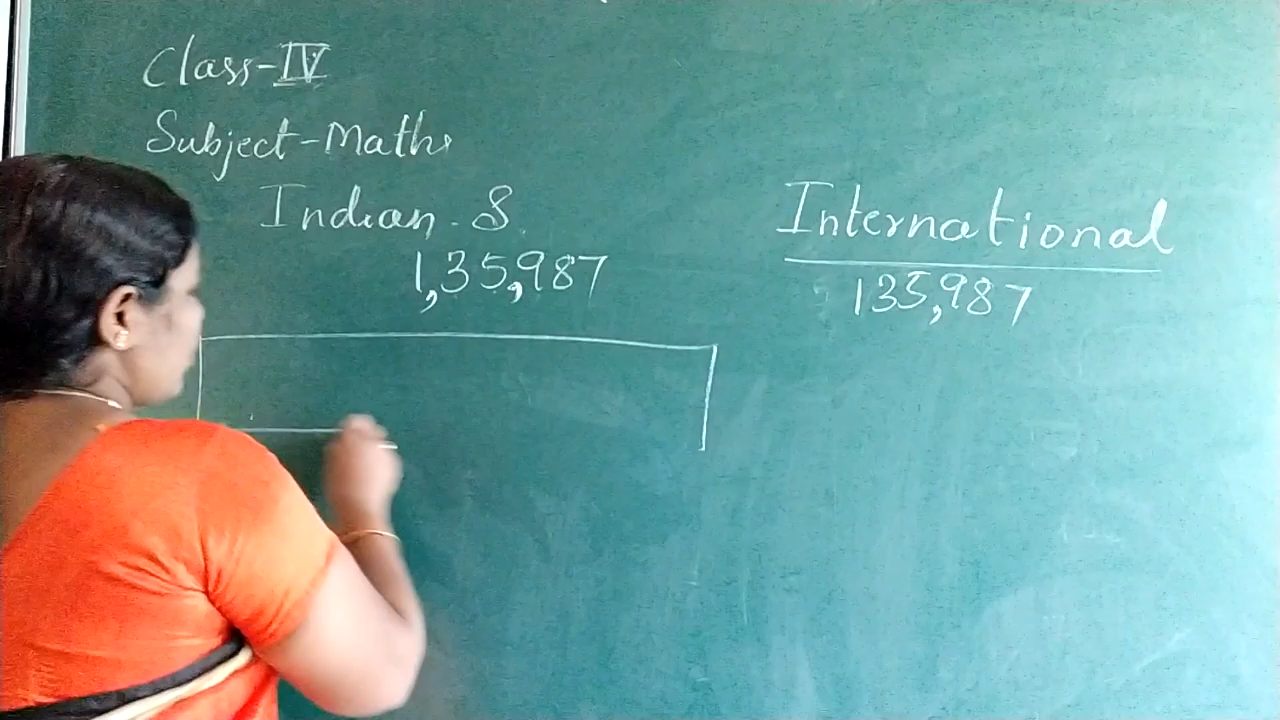 Class-IV
Subject-Maths
Indian-S
1,35,987
International
135,987